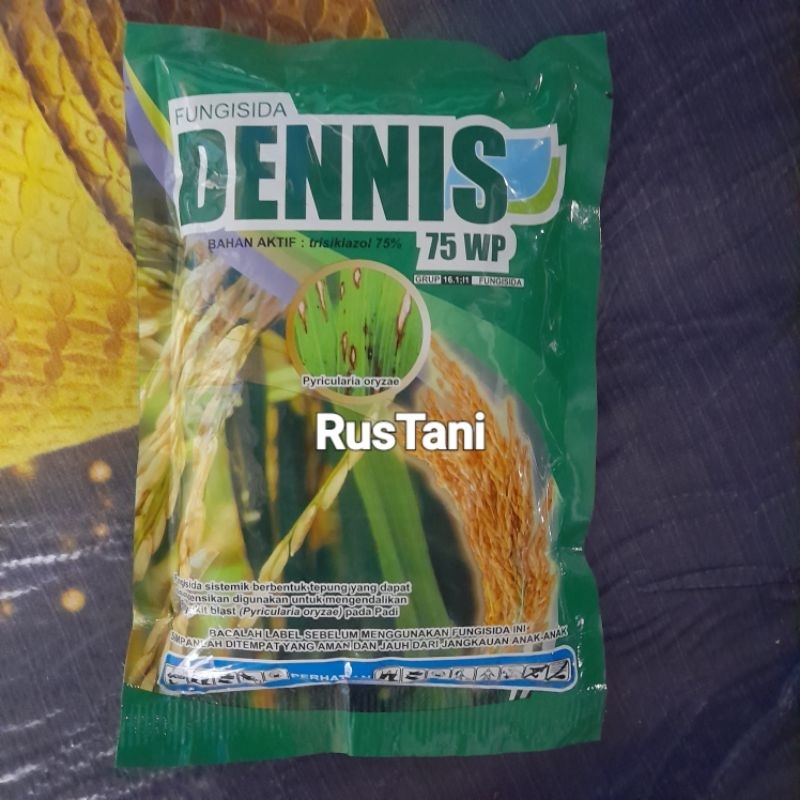 FUNGISIDA
DENNIS
BAHAN AKTIF : trisikiazol 75%
75 WP
GRUP 16.1:I1 FUNGISIDA
Pyricularia oryzae
RusTani
sistemik berbentuk tepung yang dapat
digunakan untuk mengendalikan
blast (Pyricularia oryzae) pada Padi
BACALAH LABEL SEBELUM MENGGUNAKAN FUNGISIDA INI
DITEMPAT YANG AMAN DAN JAUH DARI JANGKAUAN ANAK-ANAK